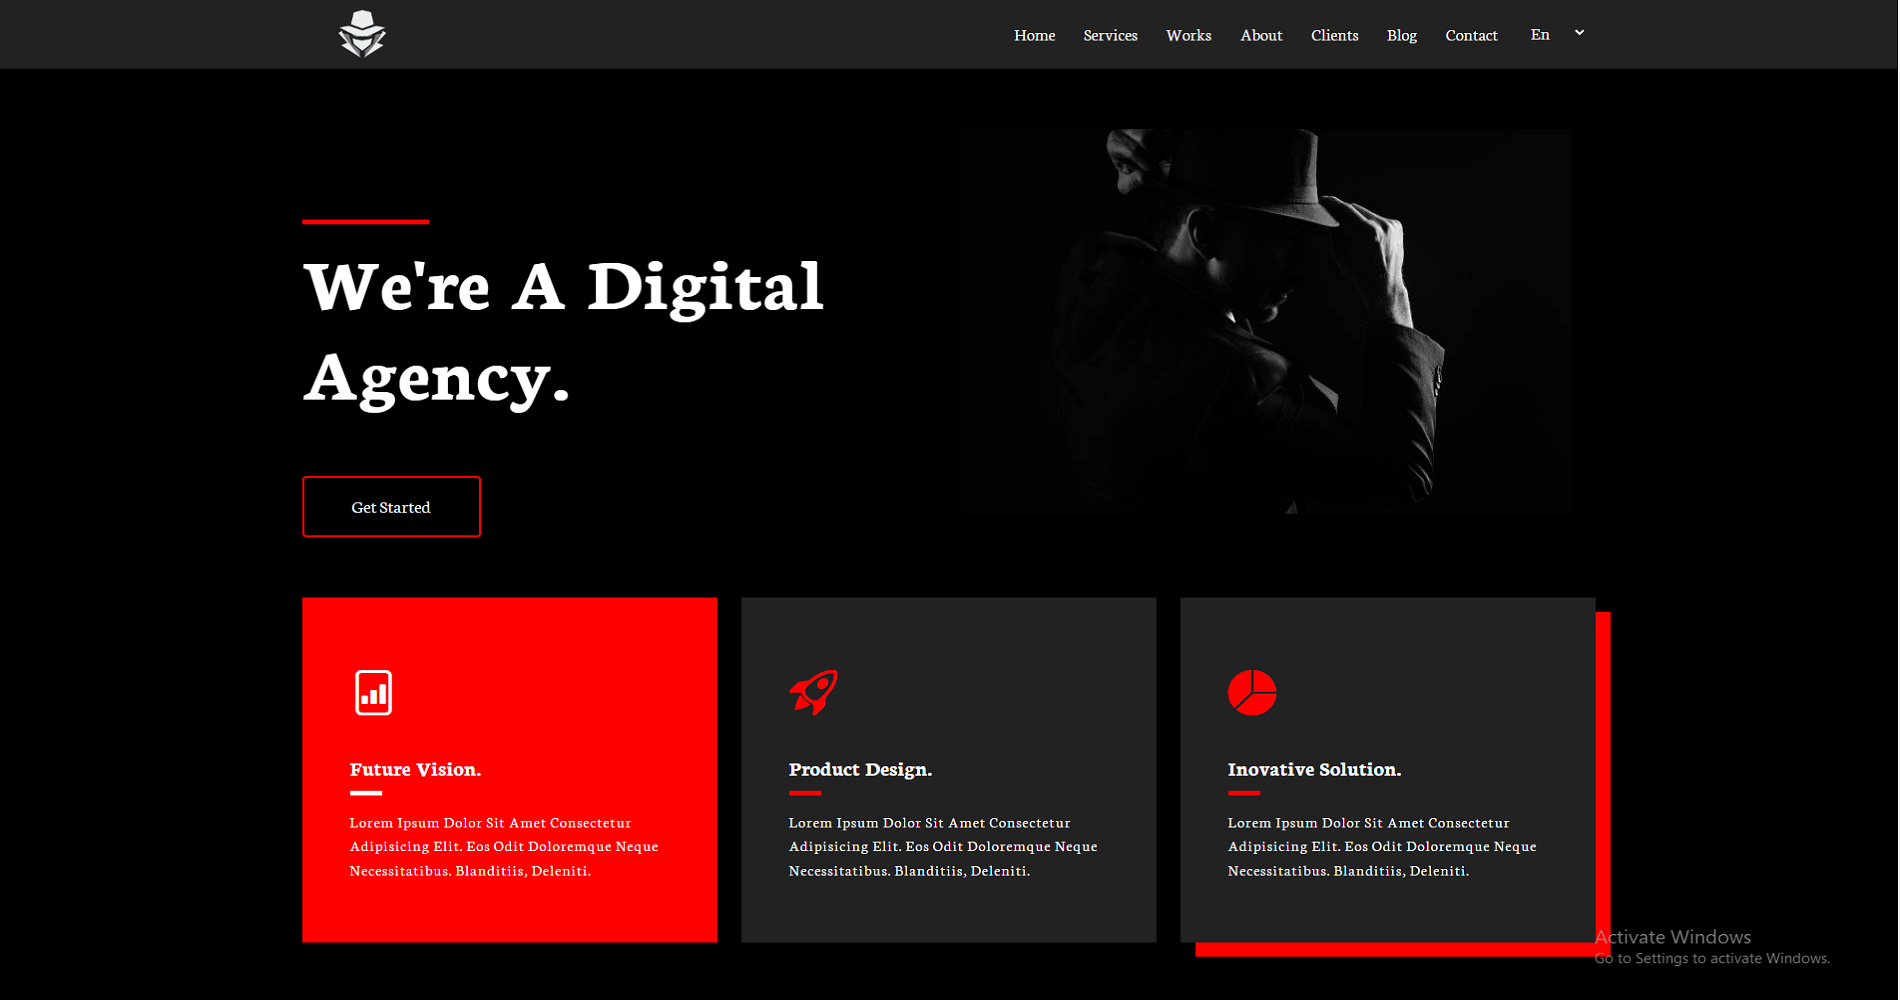 Home Services Works About Clients Blog Contact En
We're A Digital
Agency.
Get Started
Future Vision.
Lorem Ipsum Dolor Sit Amet Consectetur
Adipisicing Elit. Eos Odit Doloremque Neque
Necessitatibus. Blanditiis, Deleniti.
Product Design.
Lorem Ipsum Dolor Sit Amet Consectetur
Adipisicing Elit. Eos Odit Doloremque Neque
Necessitatibus. Blanditiis, Deleniti.
Inovative Solution.
Lorem Ipsum Dolor Sit Amet Consectetur
Adipisicing Elit. Eos Odit Doloremque Neque
Necessitatibus. Blanditiis, Deleniti.
Activate Windows
Go to Settings to activate Windows.